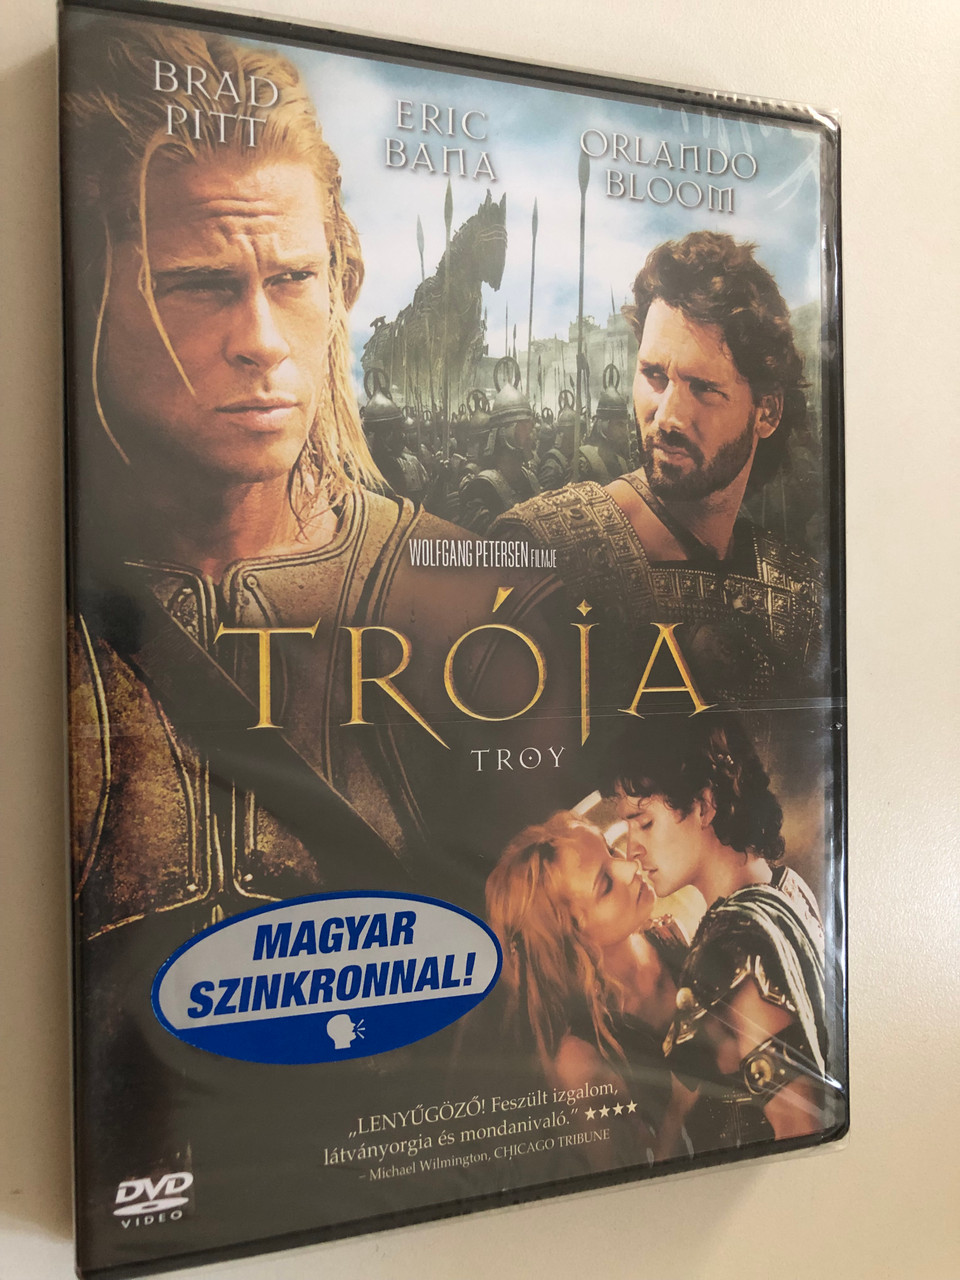 BRAD
PITT
ERIC
BANA
ORLANDO
BLOOM
WOLFGANG PETERSEN FILMJE
TRÓJA
TROY
MAGYAR
SZINKRONNAL!
„LENYŰGÖZŐ! Feszült izgalom,
látványorgia és mondanivaló.” ★★★★
– Michael Wilmington, CHICAGO TRIBUNE
DVD
VIDEO